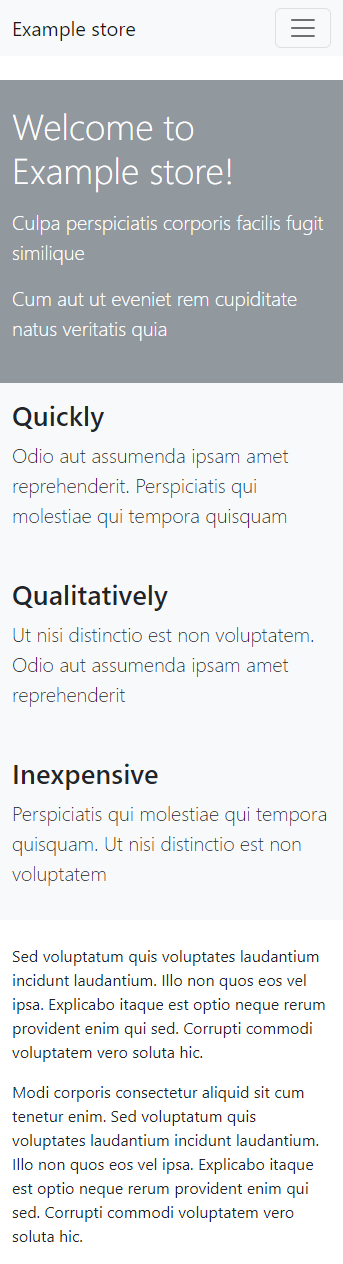 Example store
Welcome to
Example store!
Culpa perspiciatis corporis facilis fugit
similique
Cum aut ut eveniet rem cupiditate
natus veritatis quia
Quickly
Odio aut assumenda ipsam amet
reprehenderit. Perspiciatis qui
molestiae qui tempora quisquam
Qualitatively
Ut nisi distinctio est non voluptatem.
Odio aut assumenda ipsam amet
reprehenderit
Inexpensive
Perspiciatis qui molestiae qui tempora
quisquam. Ut nisi distinctio est non
voluptatem
Sed voluptatum quis voluptates laudantium
incidunt laudantium. Illo non quos eos vel
ipsa. Explicabo itaque est optio neque rerum
provident enim qui sed. Corrupti commodi
voluptatem vero soluta hic.
Modi corporis consectetur aliquid sit cum
tenetur enim. Sed voluptatum quis
voluptates laudantium incidunt laudantium.
Illo non quos eos vel ipsa. Explicabo itaque
est optio neque rerum provident enim qui
sed. Corrupti commodi voluptatem vero
soluta hic.